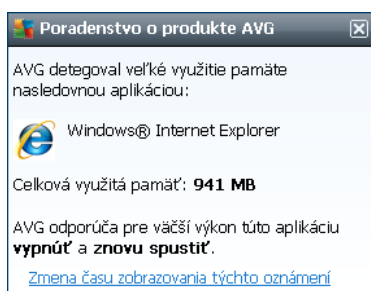 Poradenstvo o produkte AVG
AVG detegoval veľké využitie pamäte
nasledovnou aplikáciou:
Windows® Internet Explorer
Celková využitá pamäť: 941 MB
AVG odporúča pre väčší výkon túto aplikáciu
vypnúť a znovu spustiť.
Zmena času zobrazovania týchto oznámení